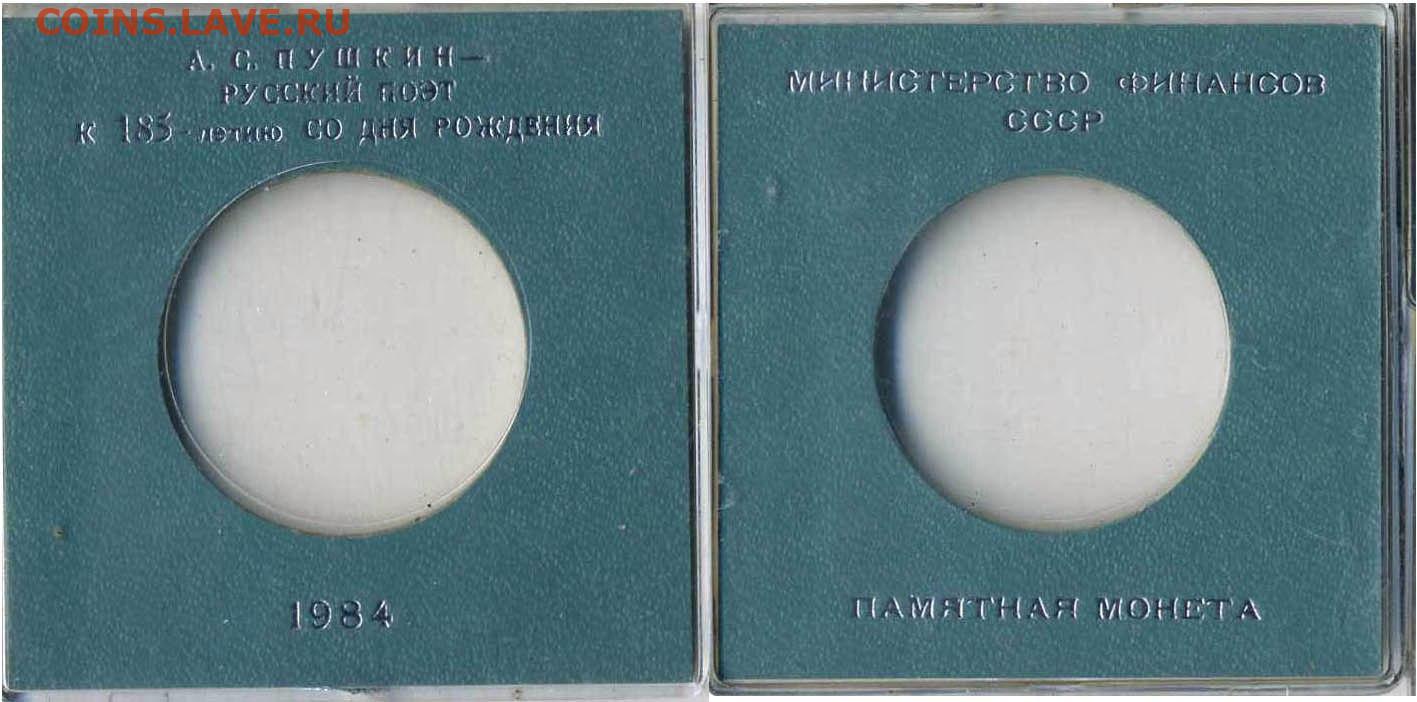 COINS.LAVE.RU
А. С. ПУШКИН—
РУССКИЙ ПОЭТ
К 185-летию СО ДНЯ РОЖДЕНИЯ
1984
МИНИСТЕРСТВО ФИНАНСОВ
СССР
ПАМЯТНАЯ МОНЕТА